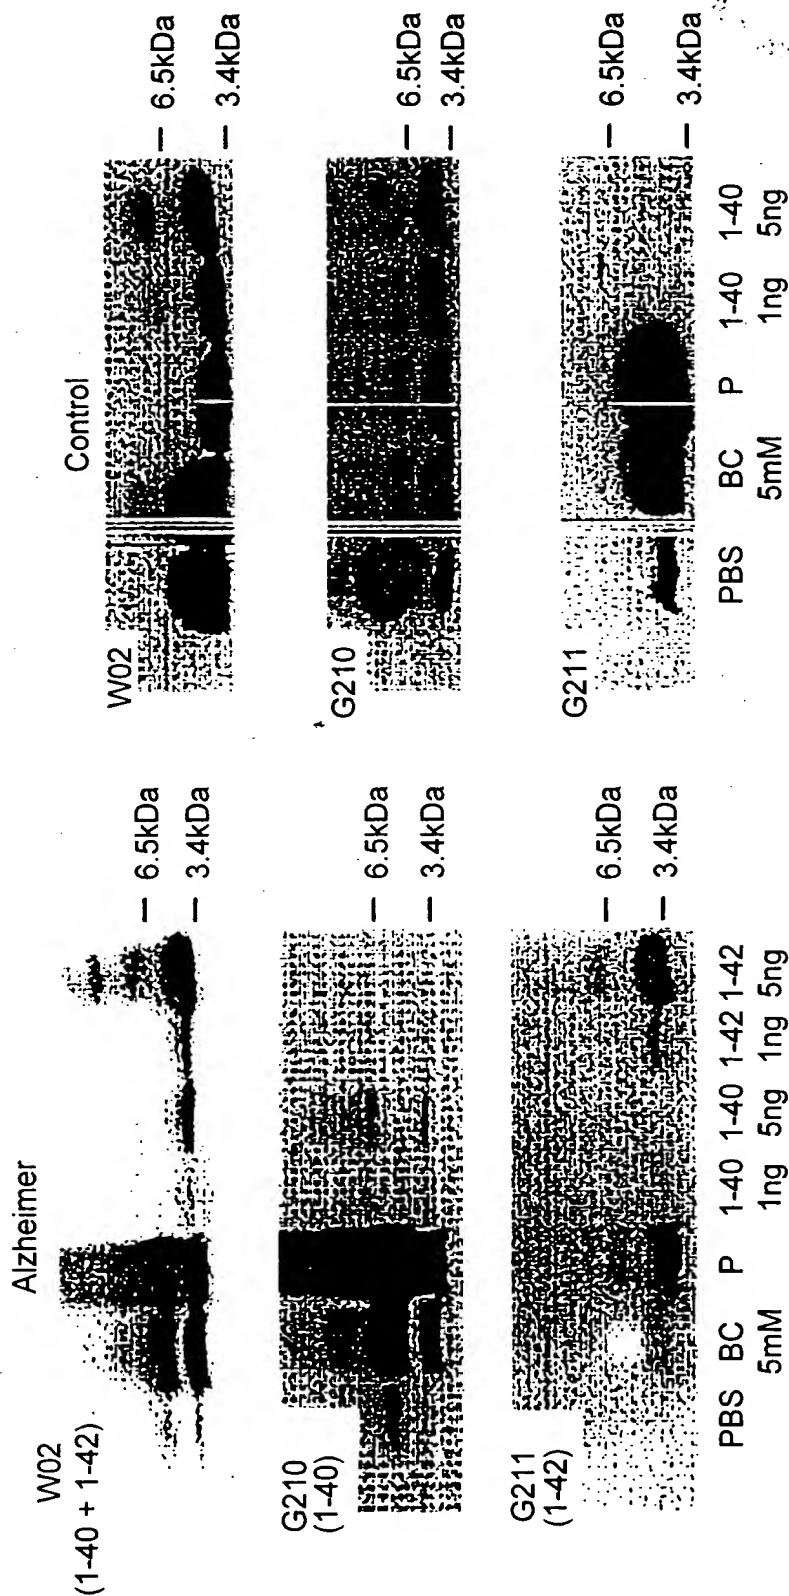 Alzheimer
W02
(1-40 + 1-42)
— 6.5kDa
— 3.4kDa
G210
(1-40)
— 6.5kDa
— 3.4kDa
G211
(1-42)
— 6.5kDa
— 3.4kDa
PBS BC P 1-40 1-40 1-42 1-42
5mM 1ng 5ng 1ng 5ng
Control
W02
— 6.5kDa
— 3.4kDa
G210
— 6.5kDa
— 3.4kDa
G211
— 6.5kDa
— 3.4kDa
PBS BC P 1-40 1-40
5mM 1ng 5ng